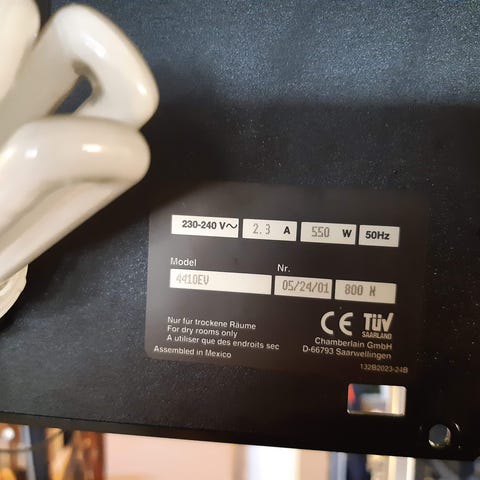 230-240 V~ 2.3 A 550 W 50Hz
Model Nr.
4410EV 05/24/01 800 N
Nur für trockene Räume
For dry rooms only
A utiliser que des endroits sec
Assembled in Mexico
CE TÜV
SAARLAND
Chamberlain GmbH
D-66793 Saarwellingen
132B2023-24B